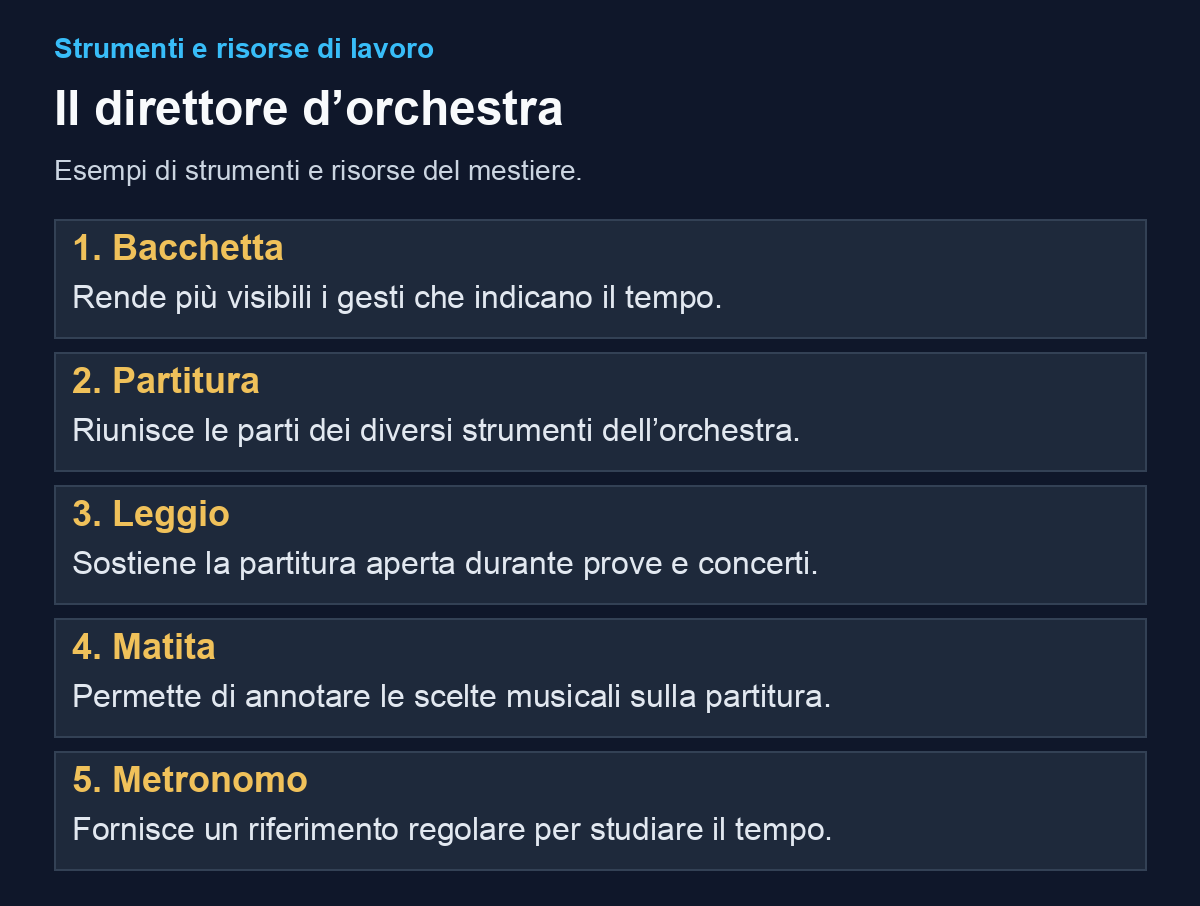 Strumenti e risorse di lavoro
Il direttore d’orchestra
Esempi di strumenti e risorse del mestiere.
1. Bacchetta
Rende più visibili i gesti che indicano il tempo.
2. Partitura
Riunisce le parti dei diversi strumenti dell’orchestra.
3. Leggio
Sostiene la partitura aperta durante prove e concerti.
4. Matita
Permette di annotare le scelte musicali sulla partitura.
5. Metronomo
Fornisce un riferimento regolare per studiare il tempo.